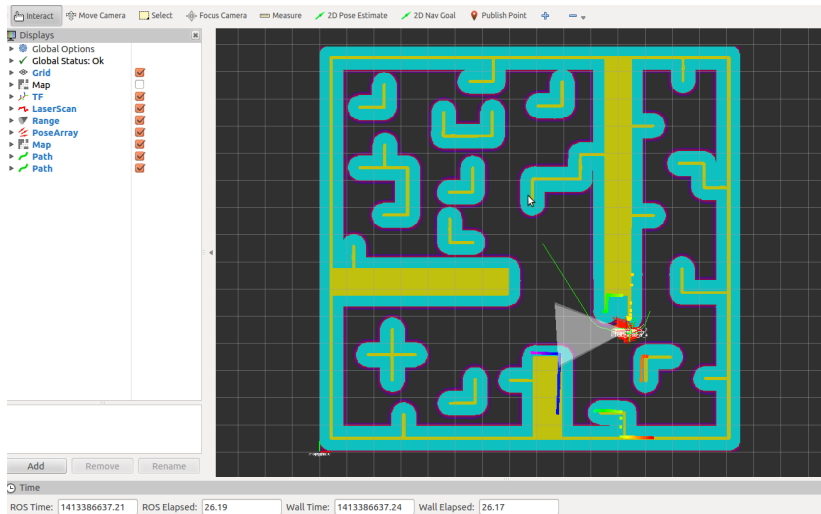 Interact Move Camera Select Focus Camera Measure 2D Pose Estimate 2D Nav Goal Publish Point
Displays
Global Options
Global Status: Ok
Grid
Map
TF
LaserScan
Range
PoseArray
Map
Path
Path
Add Remove Rename
Time
ROS Time: 1413386637.21 ROS Elapsed: 26.19 Wall Time: 1413386637.24 Wall Elapsed: 26.17